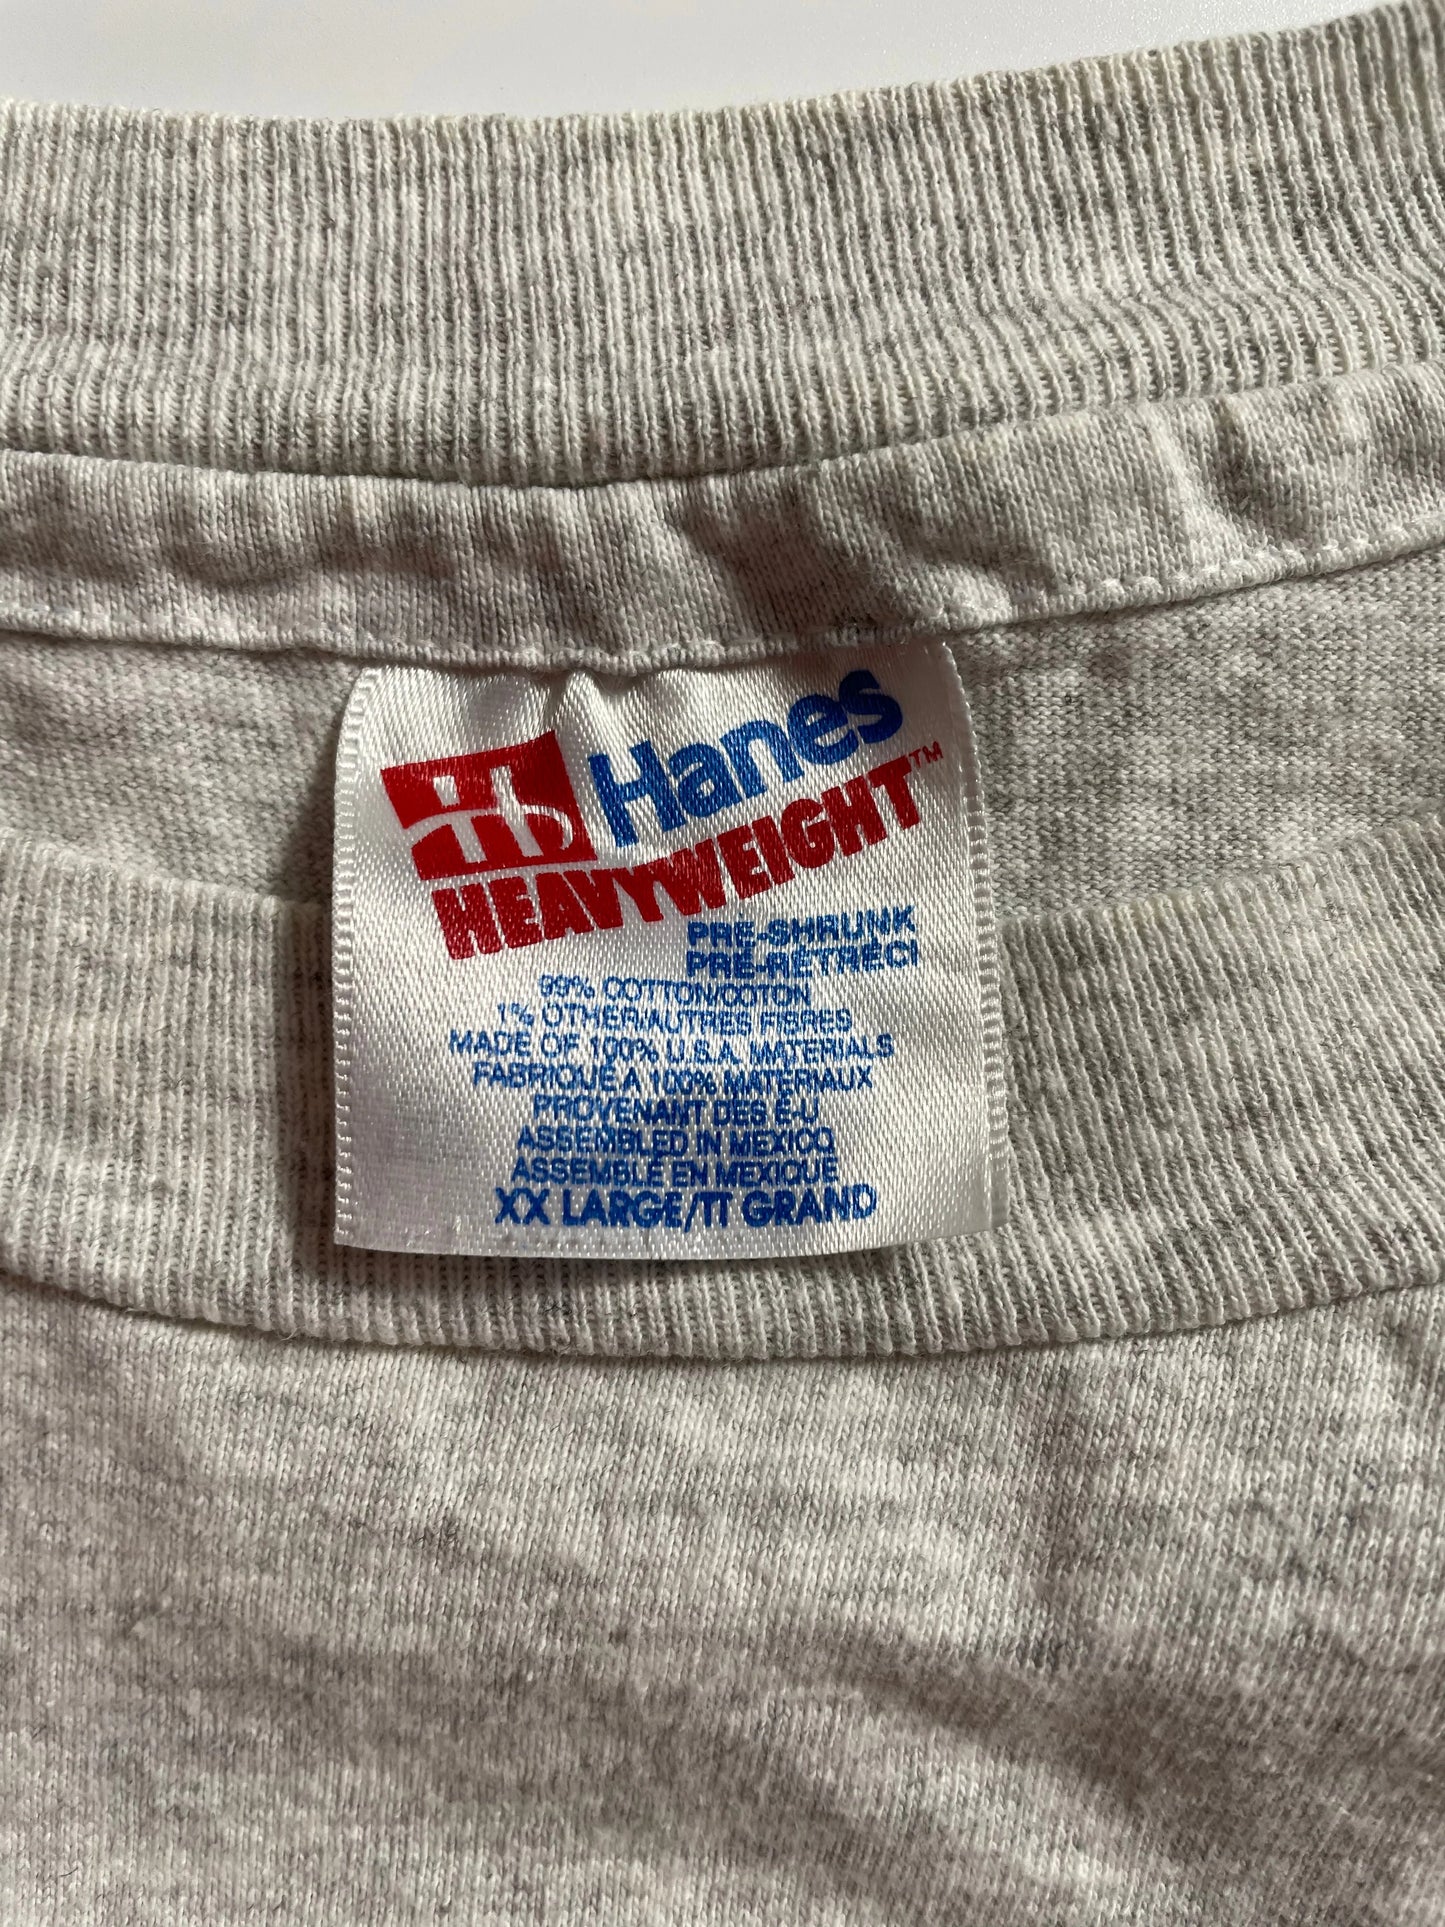 Hanes
HEAVYWEIGHT™
PRE-SHRUNK
PRÉ-RÉTRÉCI
99% COTTON/COTON
1% OTHER/AUTRES FIBRES
MADE OF 100% U.S.A. MATERIALS
FABRIQUÉ A 100% MATERIAUX
PROVENANT DES É-U
ASSEMBLED IN MEXICO
ASSEMBLÉ EN MEXIQUE
XX LARGE/TT GRAND